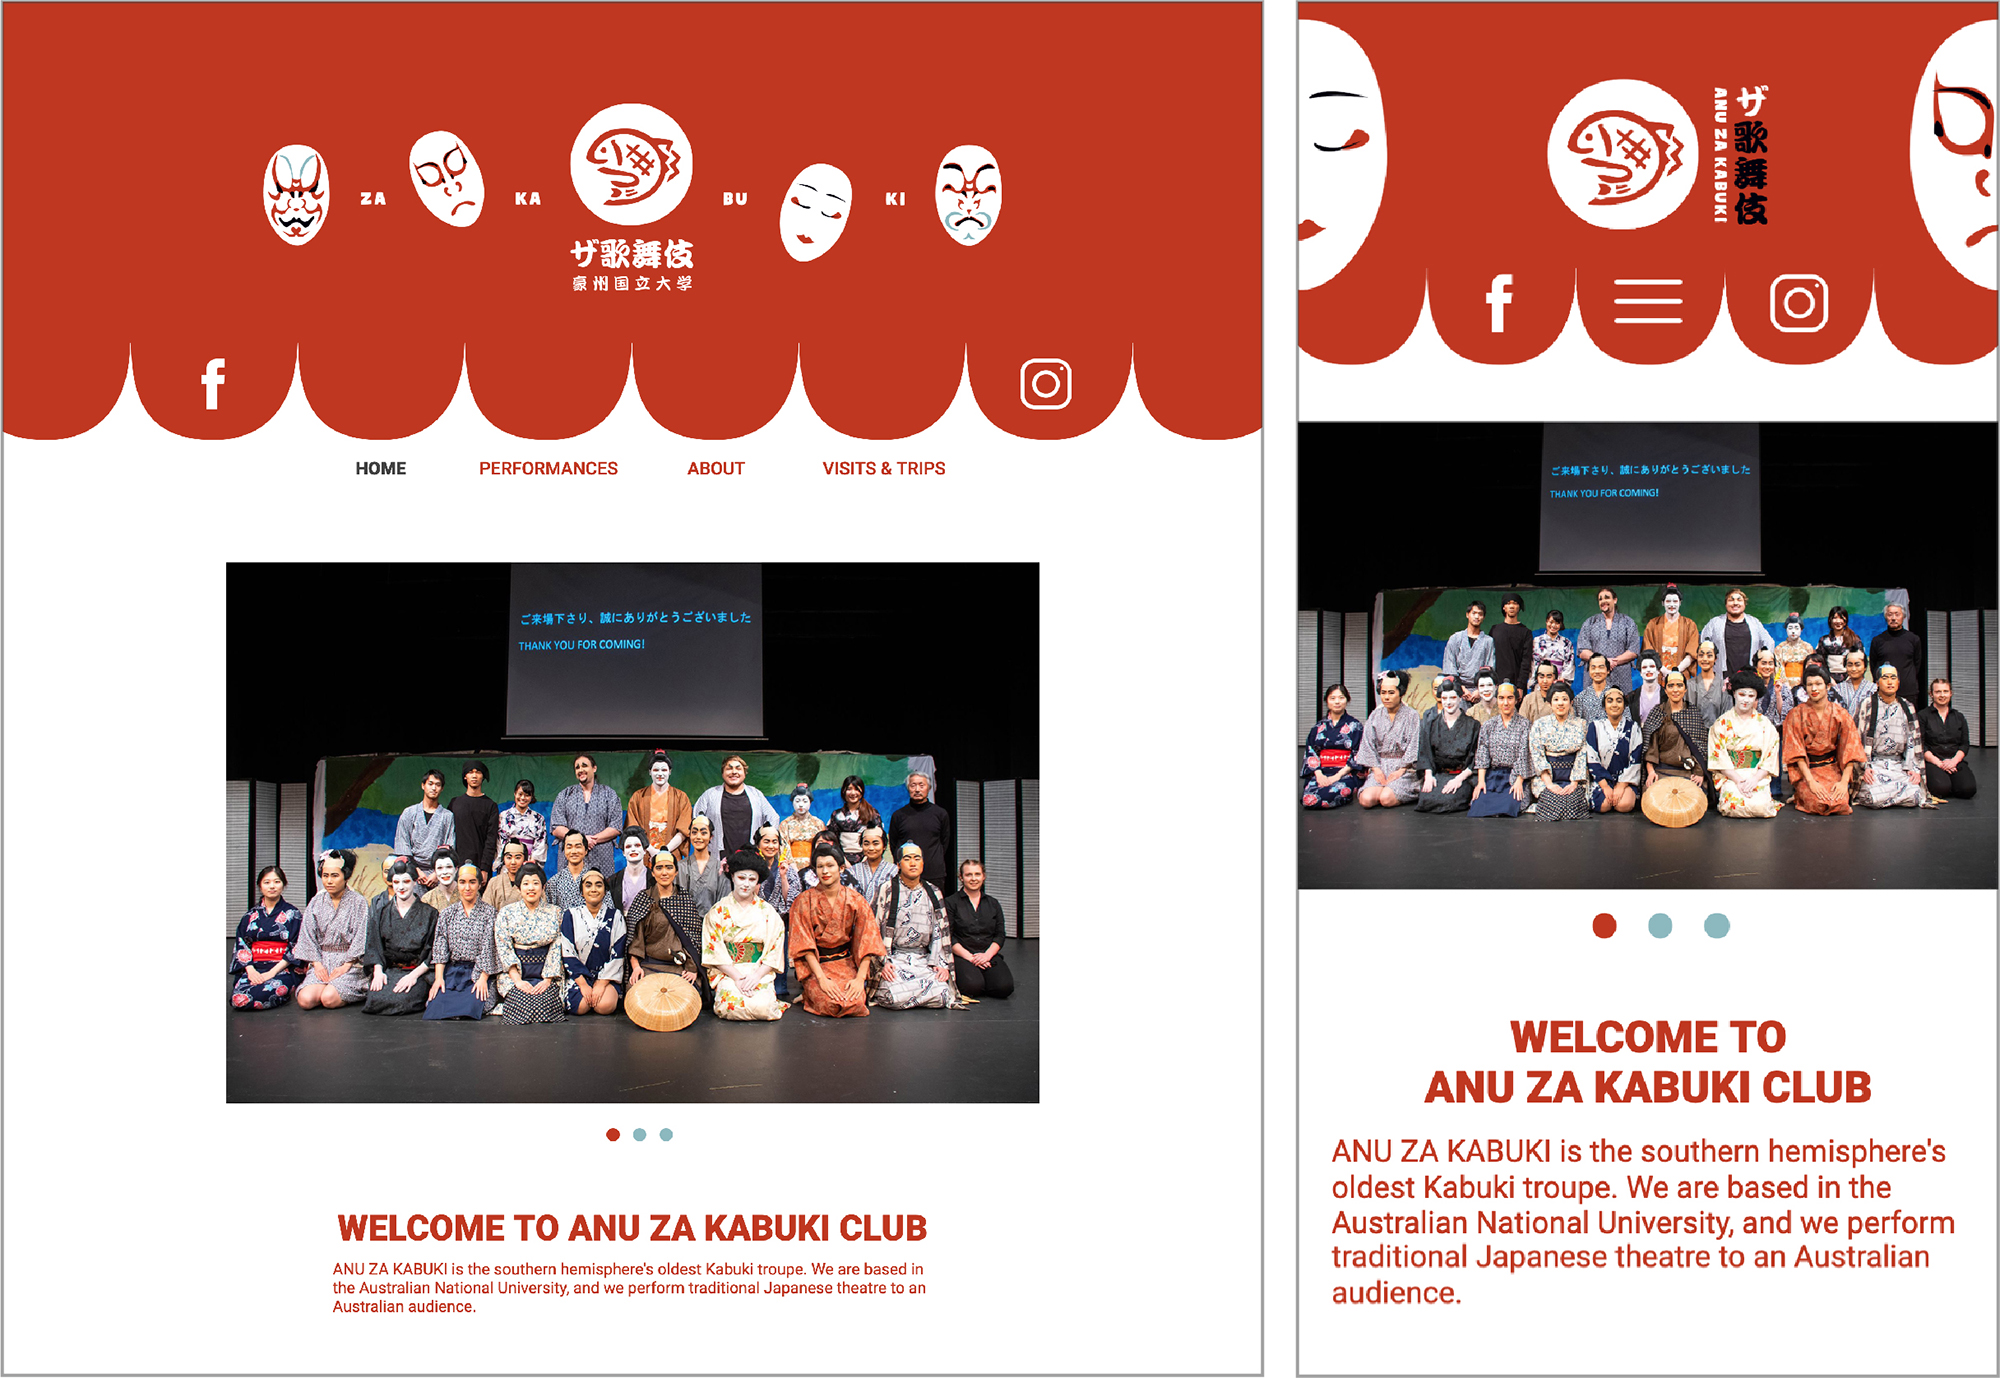 ZA
KA
BU
KI
ザ歌舞伎
豪州国立大学
f
HOME
PERFORMANCES
ABOUT
VISITS & TRIPS
ご来場下さり、誠にありがとうございました
THANK YOU FOR COMING!
WELCOME TO ANU ZA KABUKI CLUB
ANU ZA KABUKI is the southern hemisphere's oldest Kabuki troupe. We are based in
the Australian National University, and we perform traditional Japanese theatre to an
Australian audience.
ザ歌舞伎
ANU ZA KABUKI
f
ご来場下さり、誠にありがとうございました
THANK YOU FOR COMING!
WELCOME TO
ANU ZA KABUKI CLUB
ANU ZA KABUKI is the southern hemisphere's
oldest Kabuki troupe. We are based in the
Australian National University, and we perform
traditional Japanese theatre to an Australian
audience.